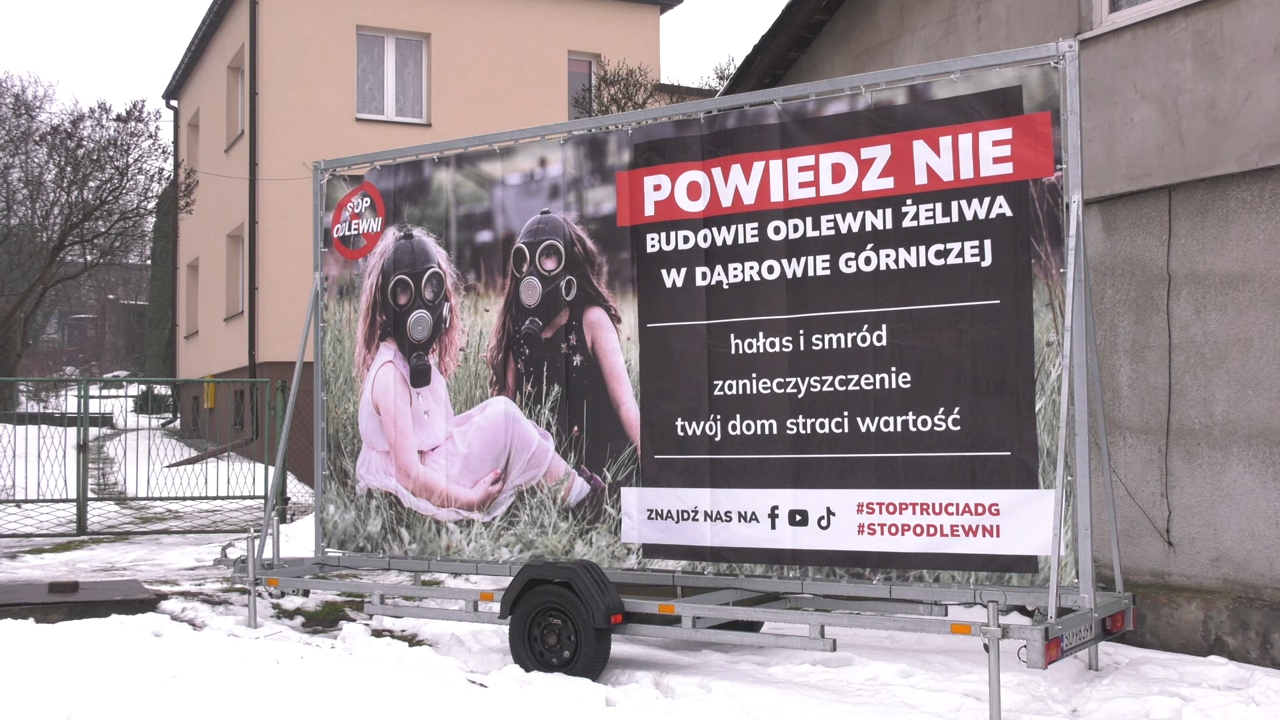 STOP
ODLEWNI
POWIEDZ NIE
BUDOWIE ODLEWNI ŻELIWA
W DĄBROWIE GÓRNICZEJ
hałas i smród
zanieczyszczenie
twój dom straci wartość
ZNAJDŹ NAS NA
#STOPTRUCIADG
#STOPODLEWNI